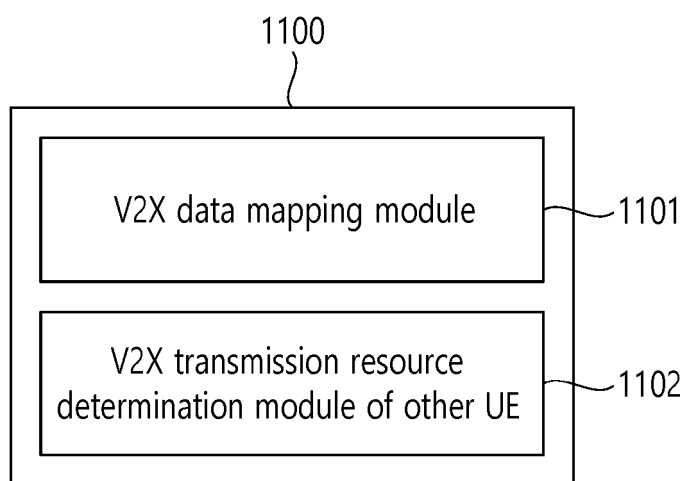 1100
V2X data mapping module
1101
V2X transmission resource
determination module of other UE
1102